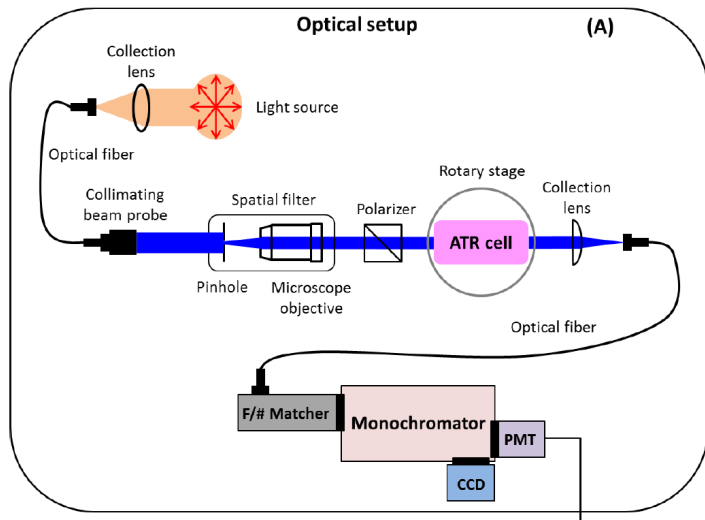 Optical setup
(A)
Collection
lens
Light source
Optical fiber
Rotary stage
Collection
lens
Collimating
beam probe
Spatial filter
Polarizer
ATR cell
Pinhole
Microscope
objective
Optical fiber
F/# Matcher
Monochromator
PMT
CCD